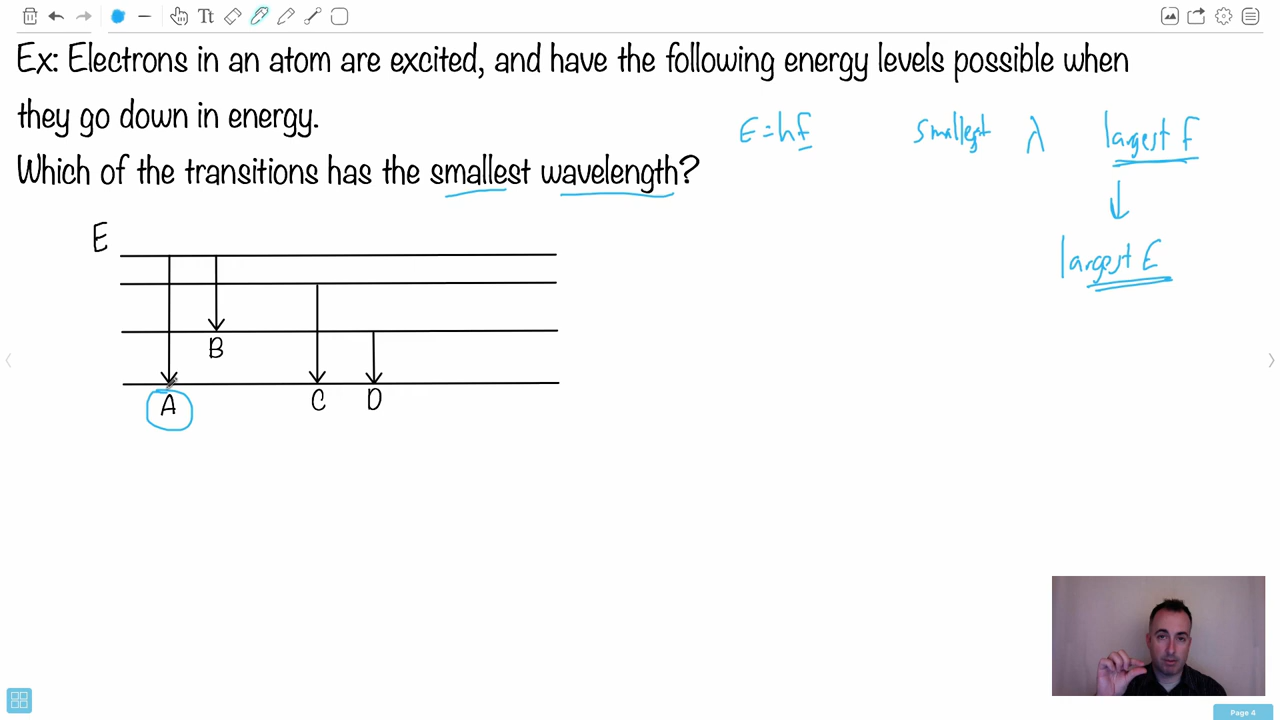 Tt
Ex: Electrons in an atom are excited, and have the following energy levels possible when
they go down in energy.
E=hf smallest λ largest f
Which of the transitions has the smallest wavelength?
largest E
E
B
A C D
Page 4